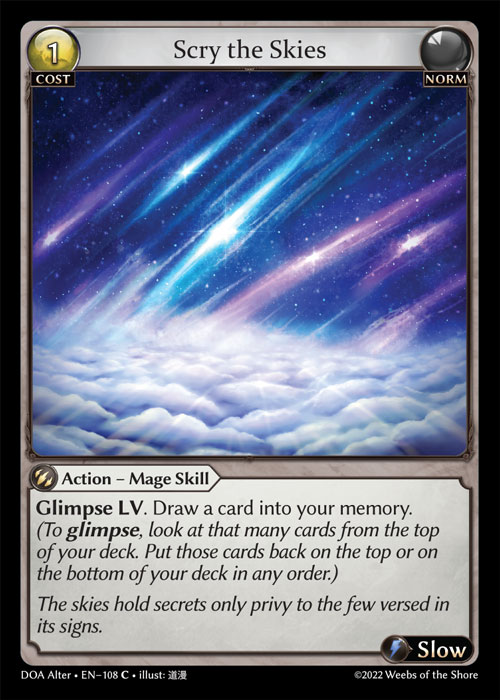 1
Scry the Skies
COST
NORM
Action – Mage Skill
Glimpse LV. Draw a card into your memory.
(To glimpse, look at that many cards from the top
of your deck. Put those cards back on the top or on
the bottom of your deck in any order.)
The skies hold secrets only privy to the few versed in
its signs.
Slow
DOA Alter • EN–108 C • illust: 道漫
©2022 Weebs of the Shore